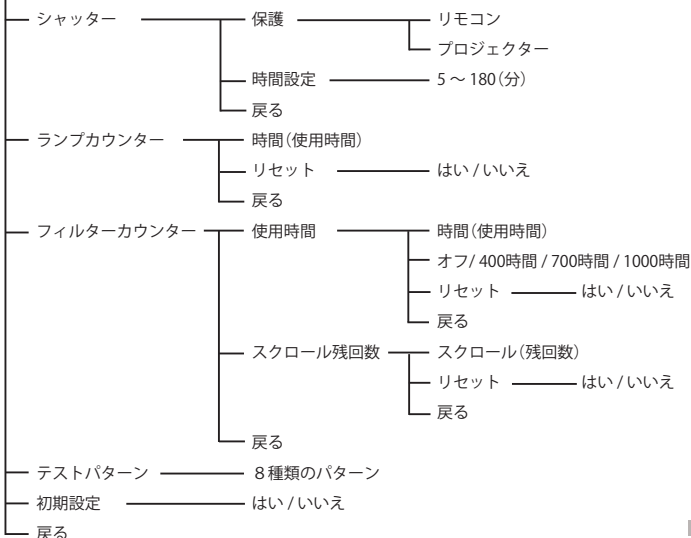 シャッター 保護 リモコン
プロジェクター
時間設定 5 ～ 180（分）
戻る
ランプカウンター 時間（使用時間）
リセット はい / いいえ
戻る
フィルターカウンター 使用時間 時間（使用時間）
オフ/ 400時間 / 700時間 / 1000時間
リセット はい / いいえ
戻る
スクロール残回数 スクロール（残回数）
リセット はい / いいえ
戻る
戻る
テストパターン ８種類のパターン
初期設定 はい / いいえ
戻る